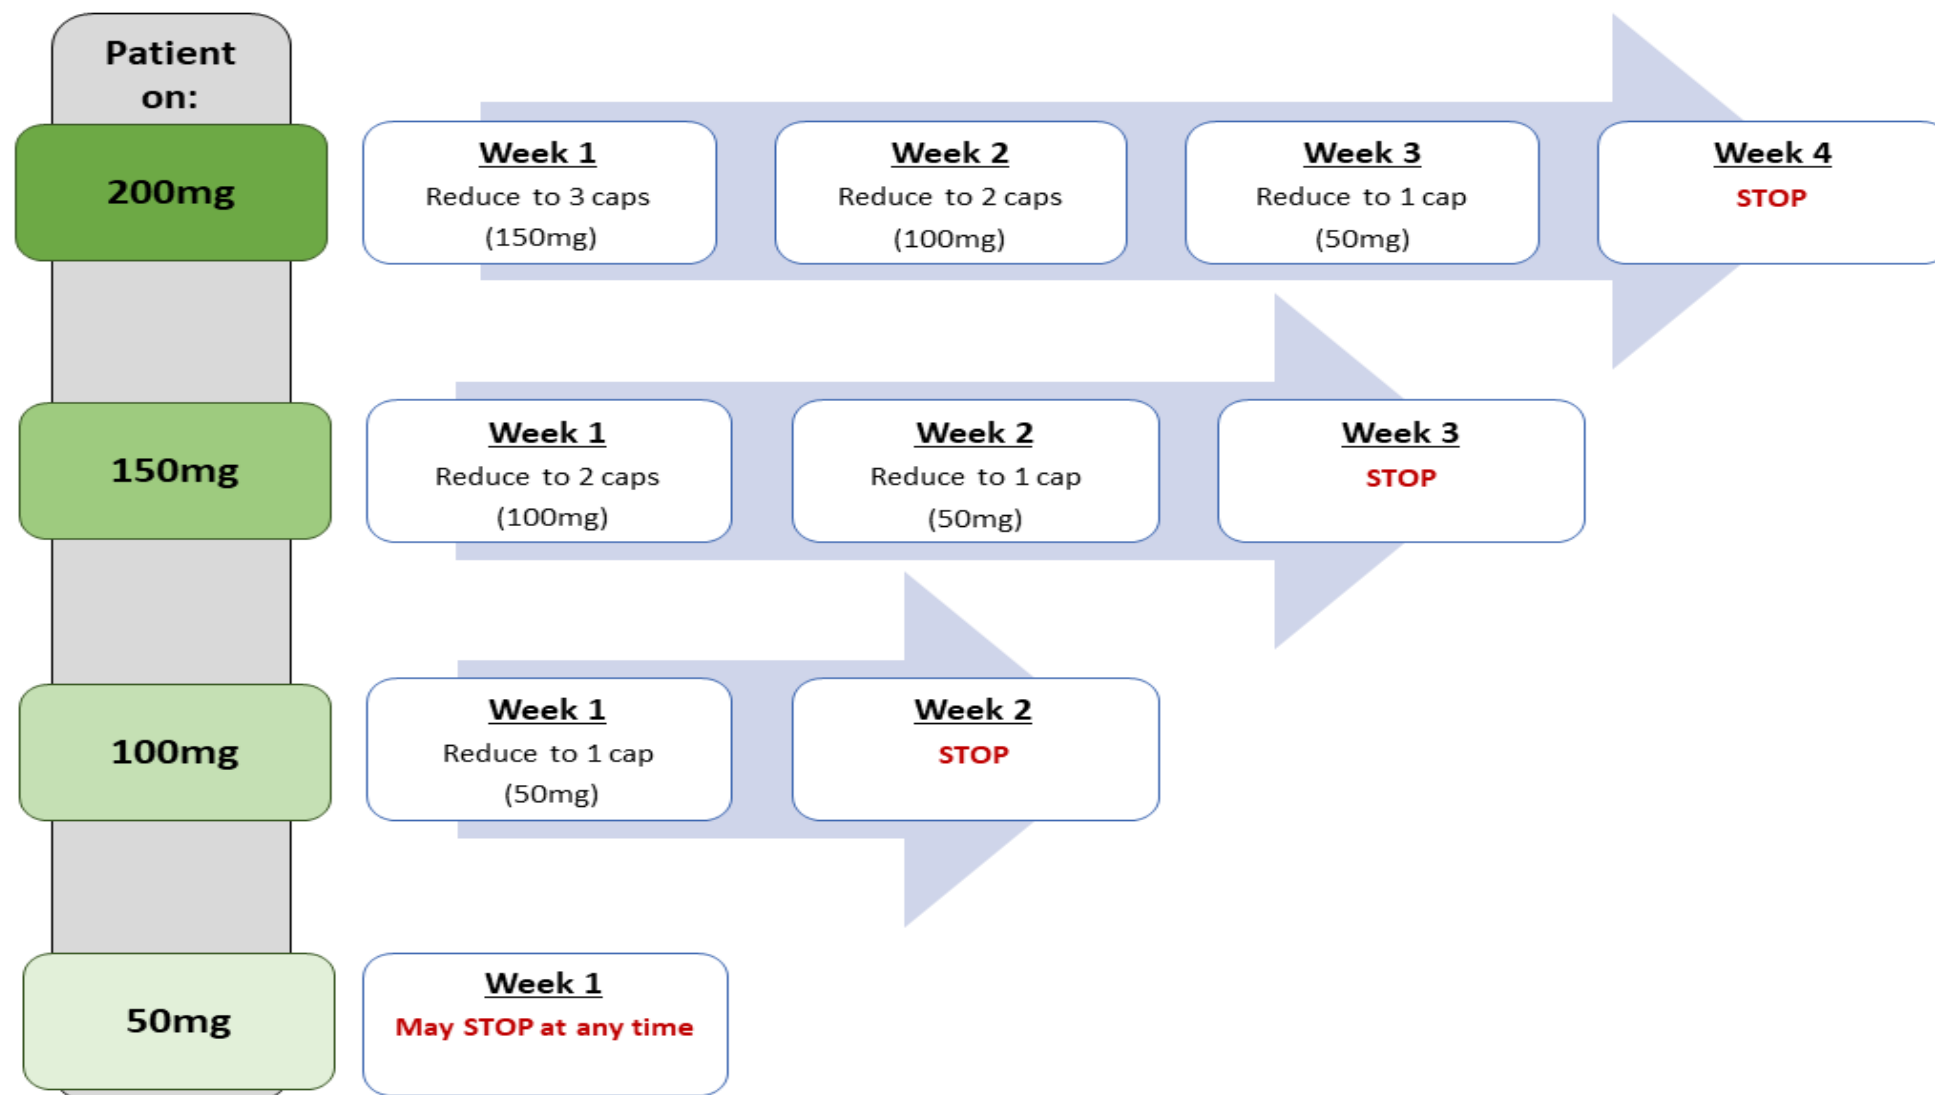 Patient
on:
200mg
Week 1
Reduce to 3 caps
(150mg)
Week 2
Reduce to 2 caps
(100mg)
Week 3
Reduce to 1 cap
(50mg)
Week 4
STOP
150mg
Week 1
Reduce to 2 caps
(100mg)
Week 2
Reduce to 1 cap
(50mg)
Week 3
STOP
100mg
Week 1
Reduce to 1 cap
(50mg)
Week 2
STOP
50mg
Week 1
May STOP at any time